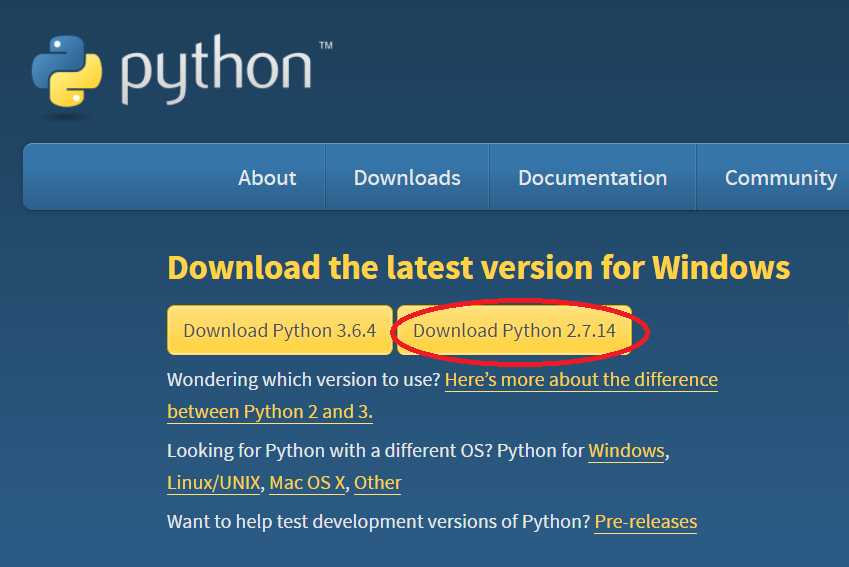 python™
About Downloads Documentation Community
Download the latest version for Windows
Download Python 3.6.4 Download Python 2.7.14
Wondering which version to use? Here's more about the difference
between Python 2 and 3.
Looking for Python with a different OS? Python for Windows,
Linux/UNIX, Mac OS X, Other
Want to help test development versions of Python? Pre-releases